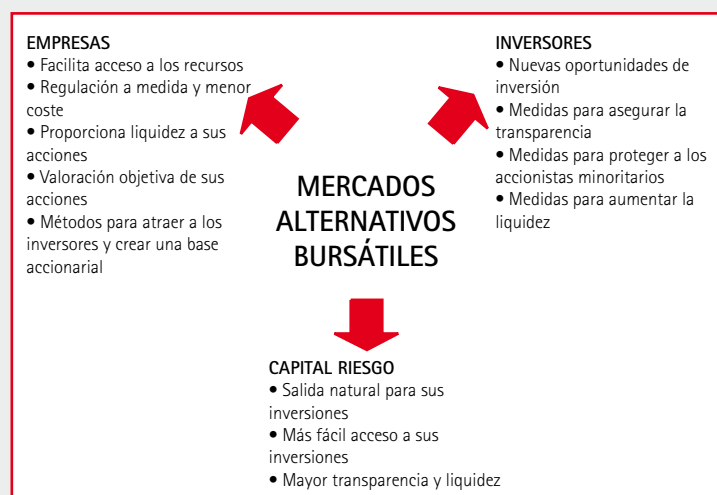 EMPRESAS
• Facilita acceso a los recursos
• Regulación a medida y menor
coste
• Proporciona liquidez a sus
acciones
• Valoración objetiva de sus
acciones
• Métodos para atraer a los
inversores y crear una base
accionarial
INVERSORES
• Nuevas oportunidades de
inversión
• Medidas para asegurar la
transparencia
• Medidas para proteger a los
accionistas minoritarios
• Medidas para aumentar la
liquidez
MERCADOS
ALTERNATIVOS
BURSÁTILES
CAPITAL RIESGO
• Salida natural para sus
inversiones
• Más fácil acceso a sus
inversiones
• Mayor transparencia y liquidez